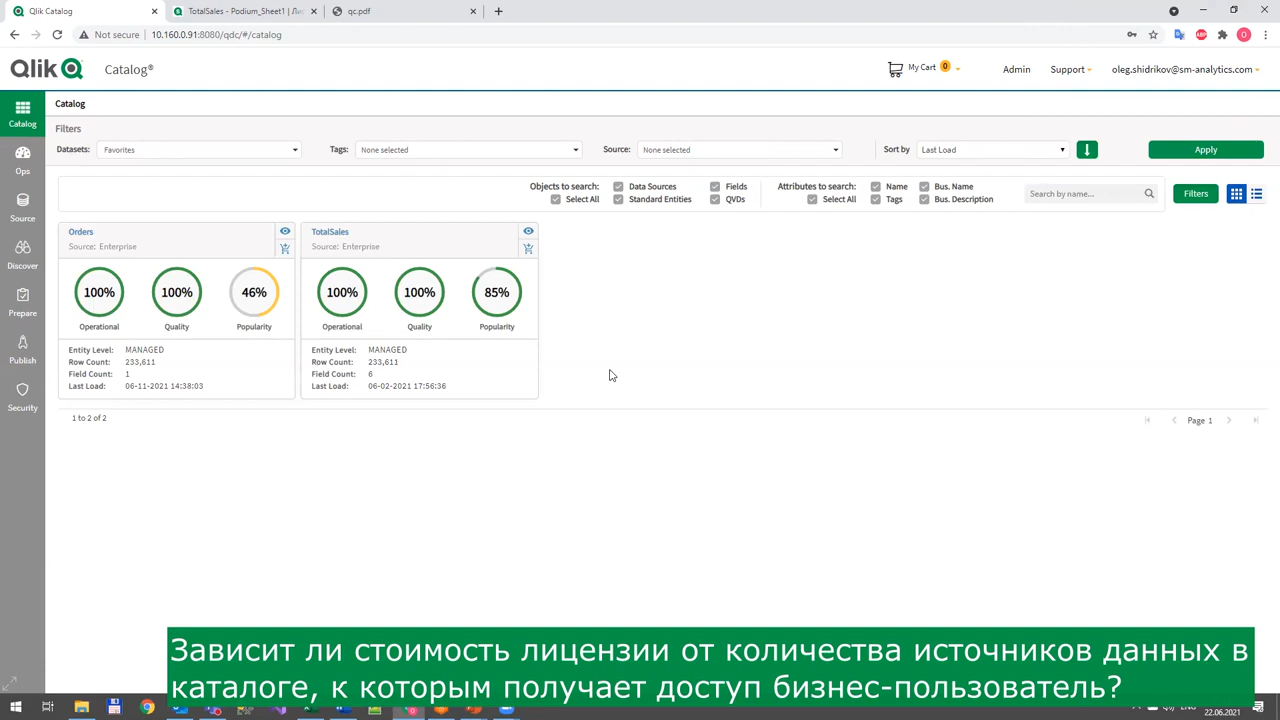 Qlik Catalog
TotalSales - Podium_Sheet1 | Лис
qc.pdf
Not secure
10.160.0.91:8080/qdc/#/catalog
ABP
O
Qlik
Catalog®
My Cart
0
Admin
Support
oleg.shidrikov@sm-analytics.com
Catalog
Ops
Source
Discover
Prepare
Publish
Security
Catalog
Filters
Datasets:
Favorites
Tags:
None selected
Source:
None selected
Sort by
Last Load
Apply
Objects to search:
Data Sources
Fields
Select All
Standard Entities
QVDs
Attributes to search:
Name
Bus. Name
Select All
Tags
Bus. Description
Search by name...
Filters
Orders
Source: Enterprise
100%
100%
46%
Operational
Quality
Popularity
Entity Level: MANAGED
Row Count: 233,611
Field Count: 1
Last Load: 06-11-2021 14:38:03
TotalSales
Source: Enterprise
100%
100%
85%
Operational
Quality
Popularity
Entity Level: MANAGED
Row Count: 233,611
Field Count: 6
Last Load: 06-02-2021 17:56:36
1 to 2 of 2
Page 1
Зависит ли стоимость лицензии от количества источников данных в
каталоге, к которым получает доступ бизнес-пользователь?
22.06.2021